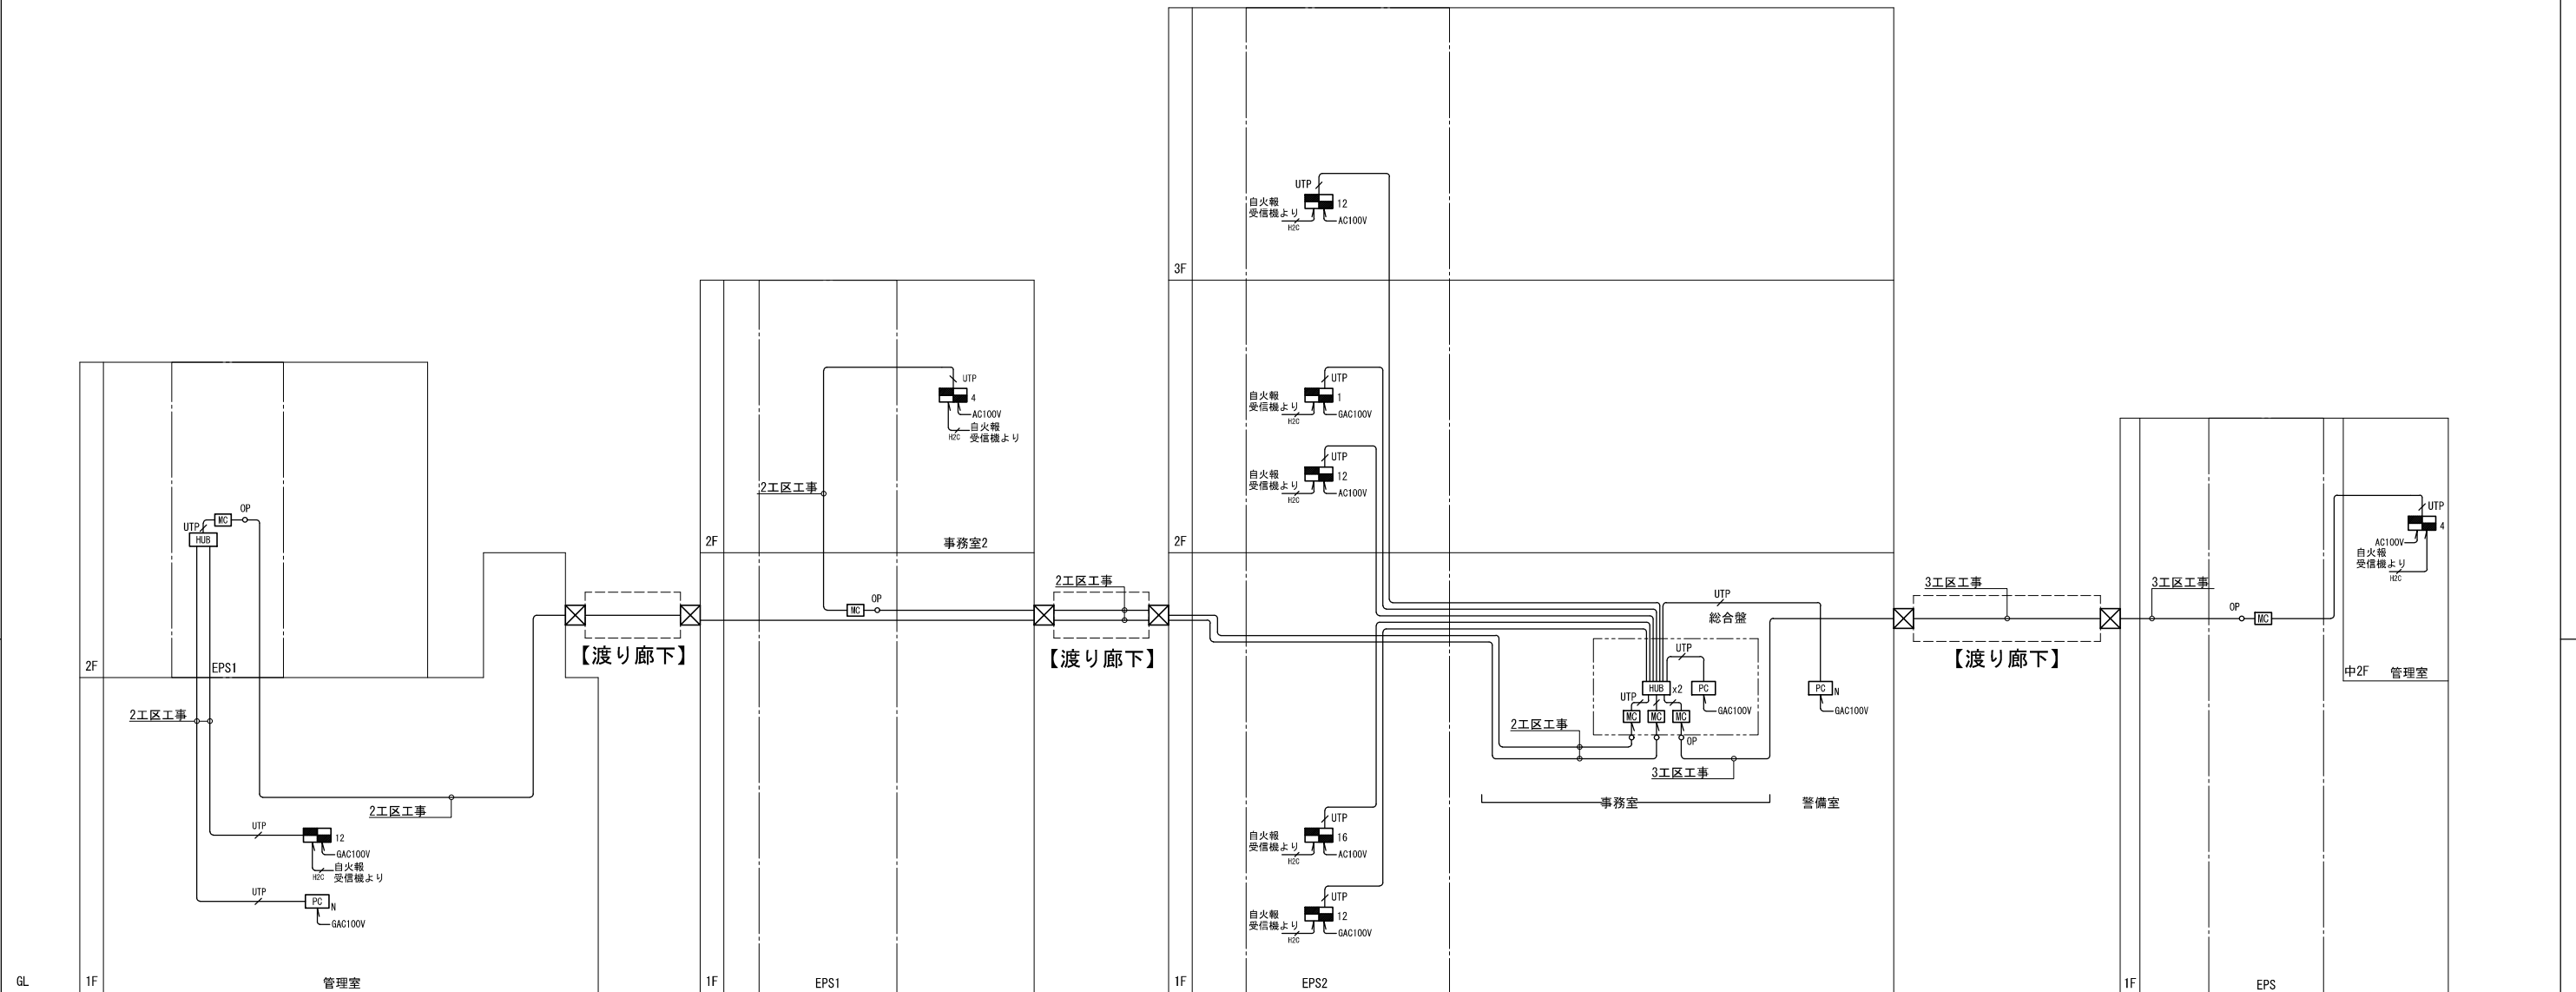 UTP
自火報
受信機より
H2C
12
AC100V
3F
UTP
自火報
受信機より
H2C
1
GAC100V
UTP
自火報
受信機より
H2C
12
AC100V
2F
UTP
自火報
受信機より
H2C
16
AC100V
UTP
自火報
受信機より
H2C
12
GAC100V
1F
EPS2
UTP
総合盤
UTP
HUB
x2
PC
GAC100V
UTP
MC
MC
MC
OP
2工区工事
3工区工事
事務室
PC
N
GAC100V
警備室
UTP
4
AC100V
自火報
受信機より
H2C
2工区工事
2F
事務室2
MC
OP
1F
EPS1
2工区工事
【渡り廊下】
【渡り廊下】
OP
MC
UTP
HUB
2F
EPS1
2工区工事
2工区工事
UTP
12
GAC100V
自火報
受信機より
H2C
UTP
PC
N
GAC100V
GL
1F
管理室
3工区工事
【渡り廊下】
3工区工事
OP
MC
UTP
4
AC100V
自火報
受信機より
H2C
中2F
管理室
1F
EPS